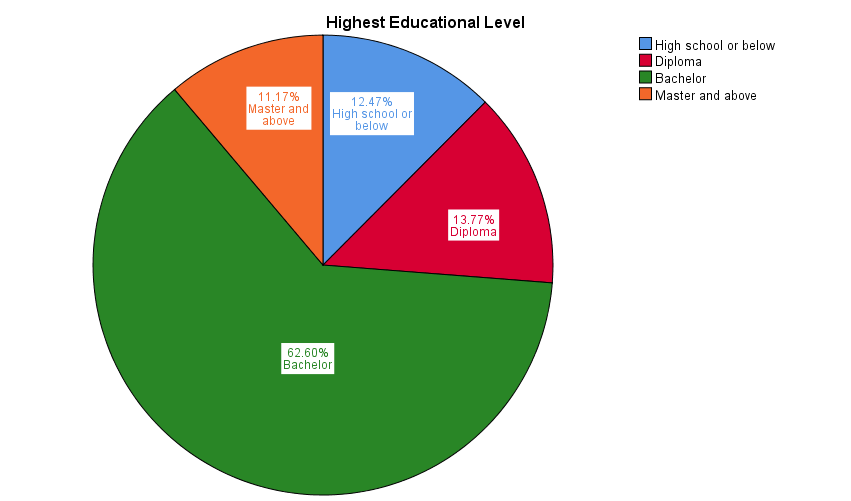 Highest Educational Level
High school or below
Diploma
Bachelor
Master and above
11.17%
Master and
above
12.47%
High school or
below
13.77%
Diploma
62.60%
Bachelor